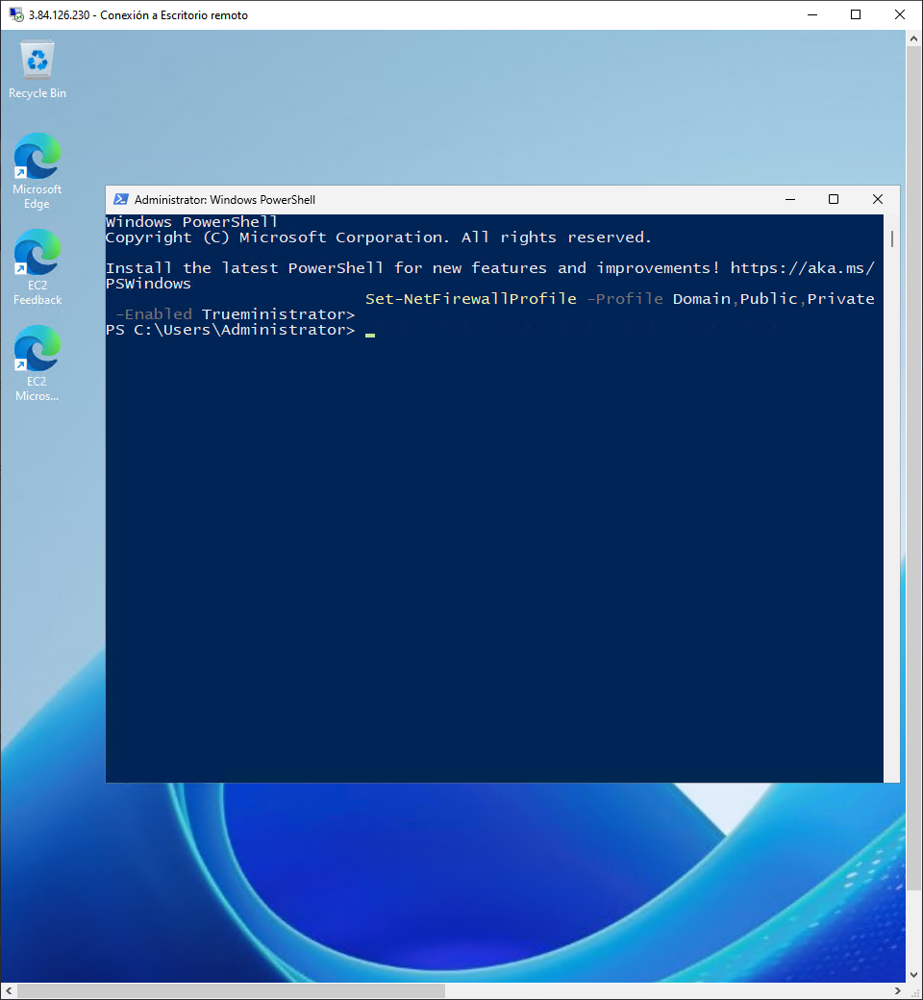 3.84.126.230 - Conexión a Escritorio remoto
Recycle Bin
Microsoft
Edge
EC2
Feedback
EC2
Micros...
Administrator: Windows PowerShell
Windows PowerShell
Copyright (C) Microsoft Corporation. All rights reserved.
Install the latest PowerShell for new features and improvements! https://aka.ms/
PSWindows
Set-NetFirewallProfile -Profile Domain,Public,Private
-Enabled Trueministrator>
PS C:\Users\Administrator>